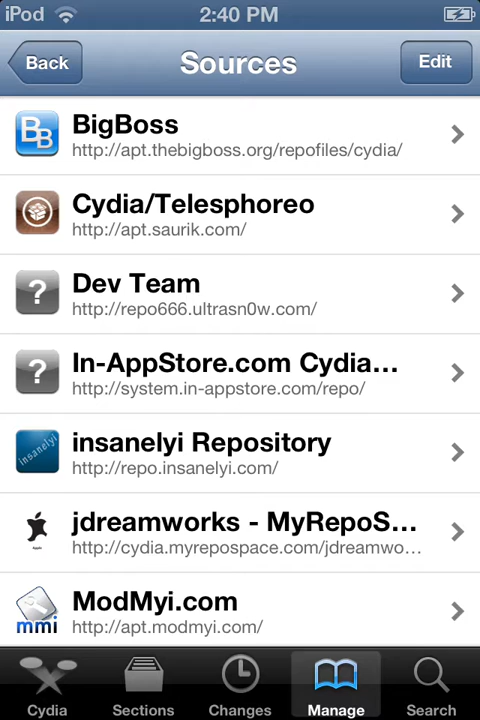 iPod 2:40 PM
Back Sources Edit
BB BigBoss
http://apt.thebigboss.org/repofiles/cydia/
Cydia/Telesphoreo
http://apt.saurik.com/
? Dev Team
http://repo666.ultrasn0w.com/
? In-AppStore.com Cydia...
http://system.in-appstore.com/repo/
insanelyi insanelyi Repository
http://repo.insanelyi.com/
jdreamworks - MyRepoS...
http://cydia.myrepospace.com/jdreamwo...
ModMyi.com
mmi http://apt.modmyi.com/
Cydia Sections Changes Manage Search